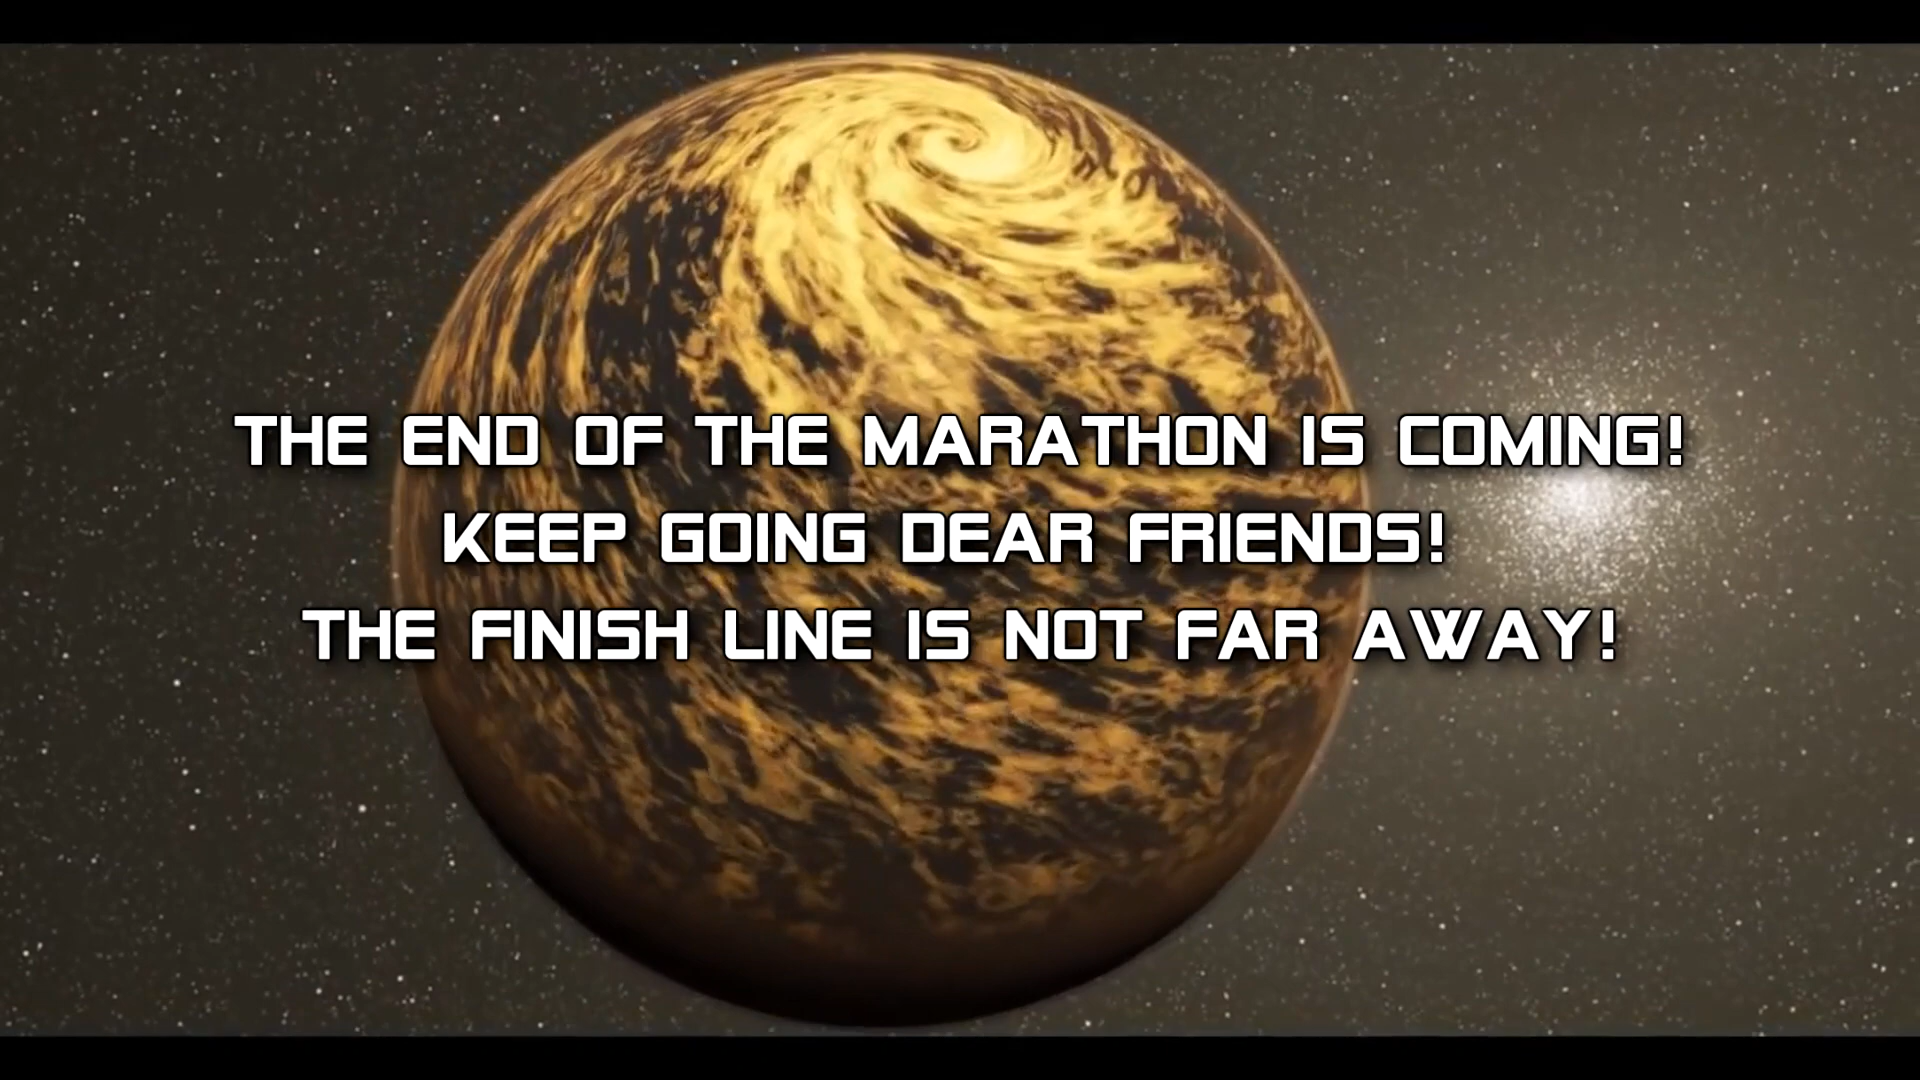 THE END OF THE MARATHON IS COMING!
KEEP GOING DEAR FRIENDS!
THE FINISH LINE IS NOT FAR AWAY!